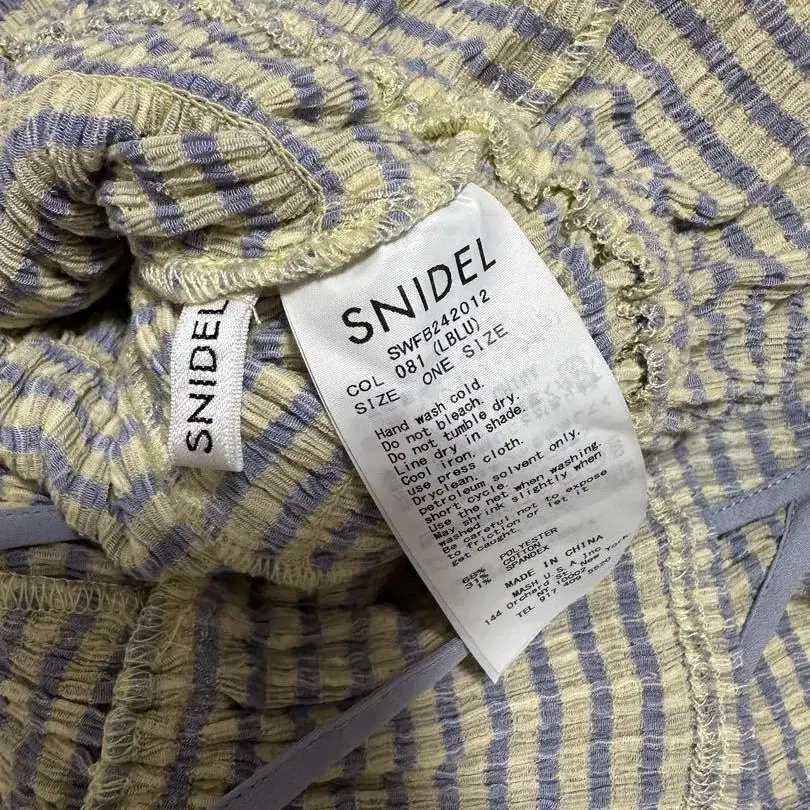 SNIDEL
SNIDEL
SWFB242012
COL 081 (LBLU)
SIZE ONE SIZE
Hand wash cold.
Do not bleach.
Do not tumble dry.
Line dry in shade.
Cool iron.
use press cloth.
Dryclean.
petroleum solvent only.
short cycle.
Use the net when washing.
May shrink slightly when
washed.
Be careful not to expose
to friction or let it
get caught.
68% POLYESTER
31% COTTON
SPANDEX
MADE IN CHINA
MASH U.S.A Inc
144 Orchard St. New York
NY 10002
TEL 917 409 5520